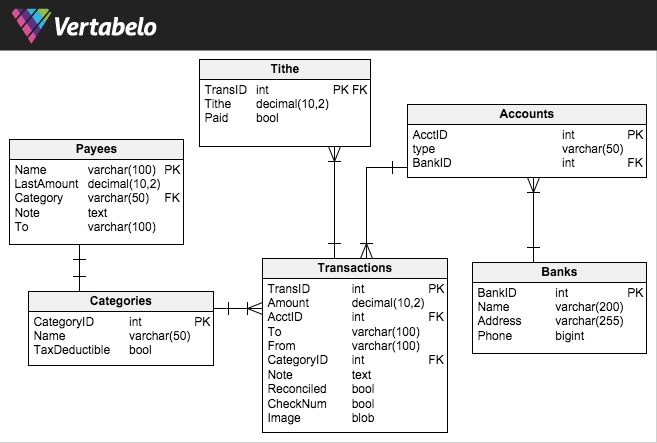 Vertabelo
Tithe
TransID int PK FK
Tithe decimal(10,2)
Paid bool
Accounts
AcctID int PK
type varchar(50)
BankID int FK
Payees
Name varchar(100) PK
LastAmount decimal(10,2)
Category varchar(50) FK
Note text
To varchar(100)
Transactions
TransID int PK
Amount decimal(10,2)
AcctID int FK
To varchar(100)
From varchar(100)
CategoryID int FK
Note text
Reconciled bool
CheckNum bool
Image blob
Banks
BankID int PK
Name varchar(200)
Address varchar(255)
Phone bigint
Categories
CategoryID int PK
Name varchar(50)
TaxDeductible bool